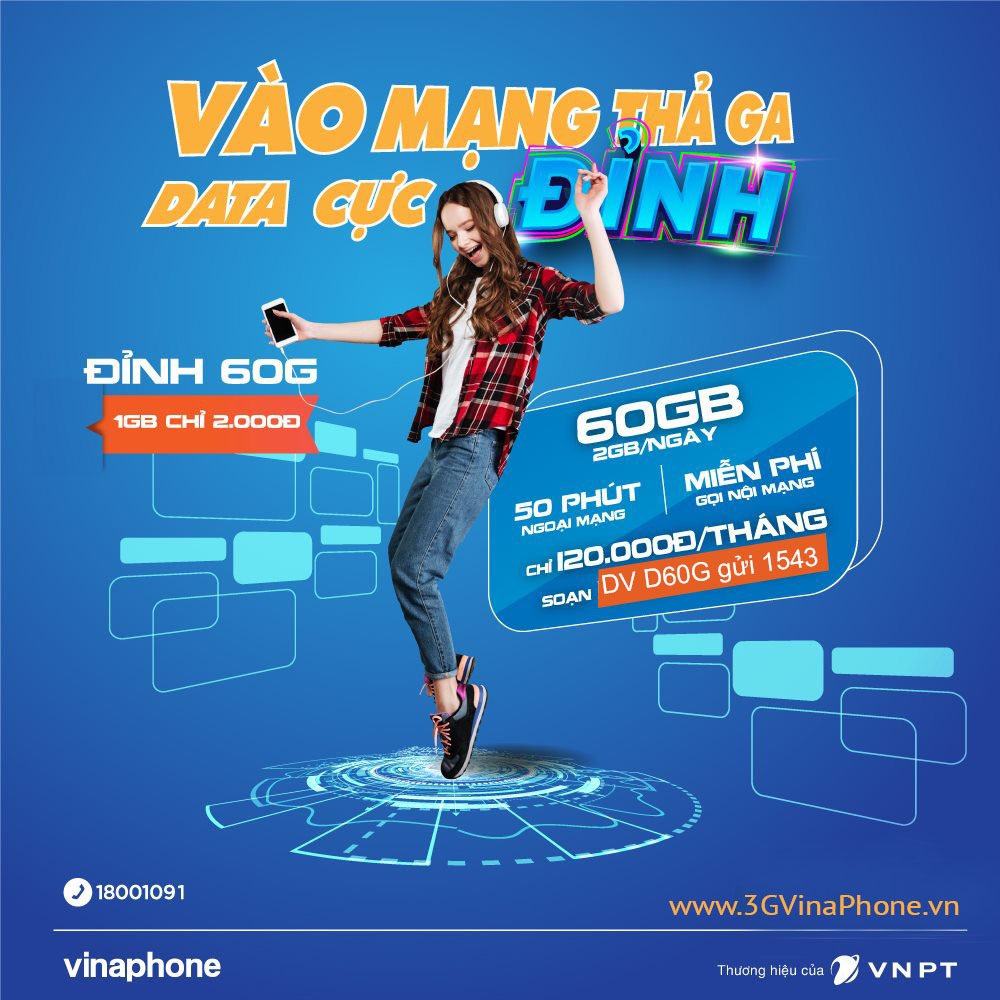 VÀO MẠNG THẢ GA
DATA CỰC ĐỈNH
ĐỈNH 60G
1GB CHỈ 2.000Đ
60GB
2GB/NGÀY
50 PHÚT
NGOẠI MẠNG
MIỄN PHÍ
GỌI NỘI MẠNG
CHỈ 120.000Đ/THÁNG
SOẠN DV D60G gửi 1543
18001091
www.3GVinaPhone.vn
vinaphone
Thương hiệu của VNPT